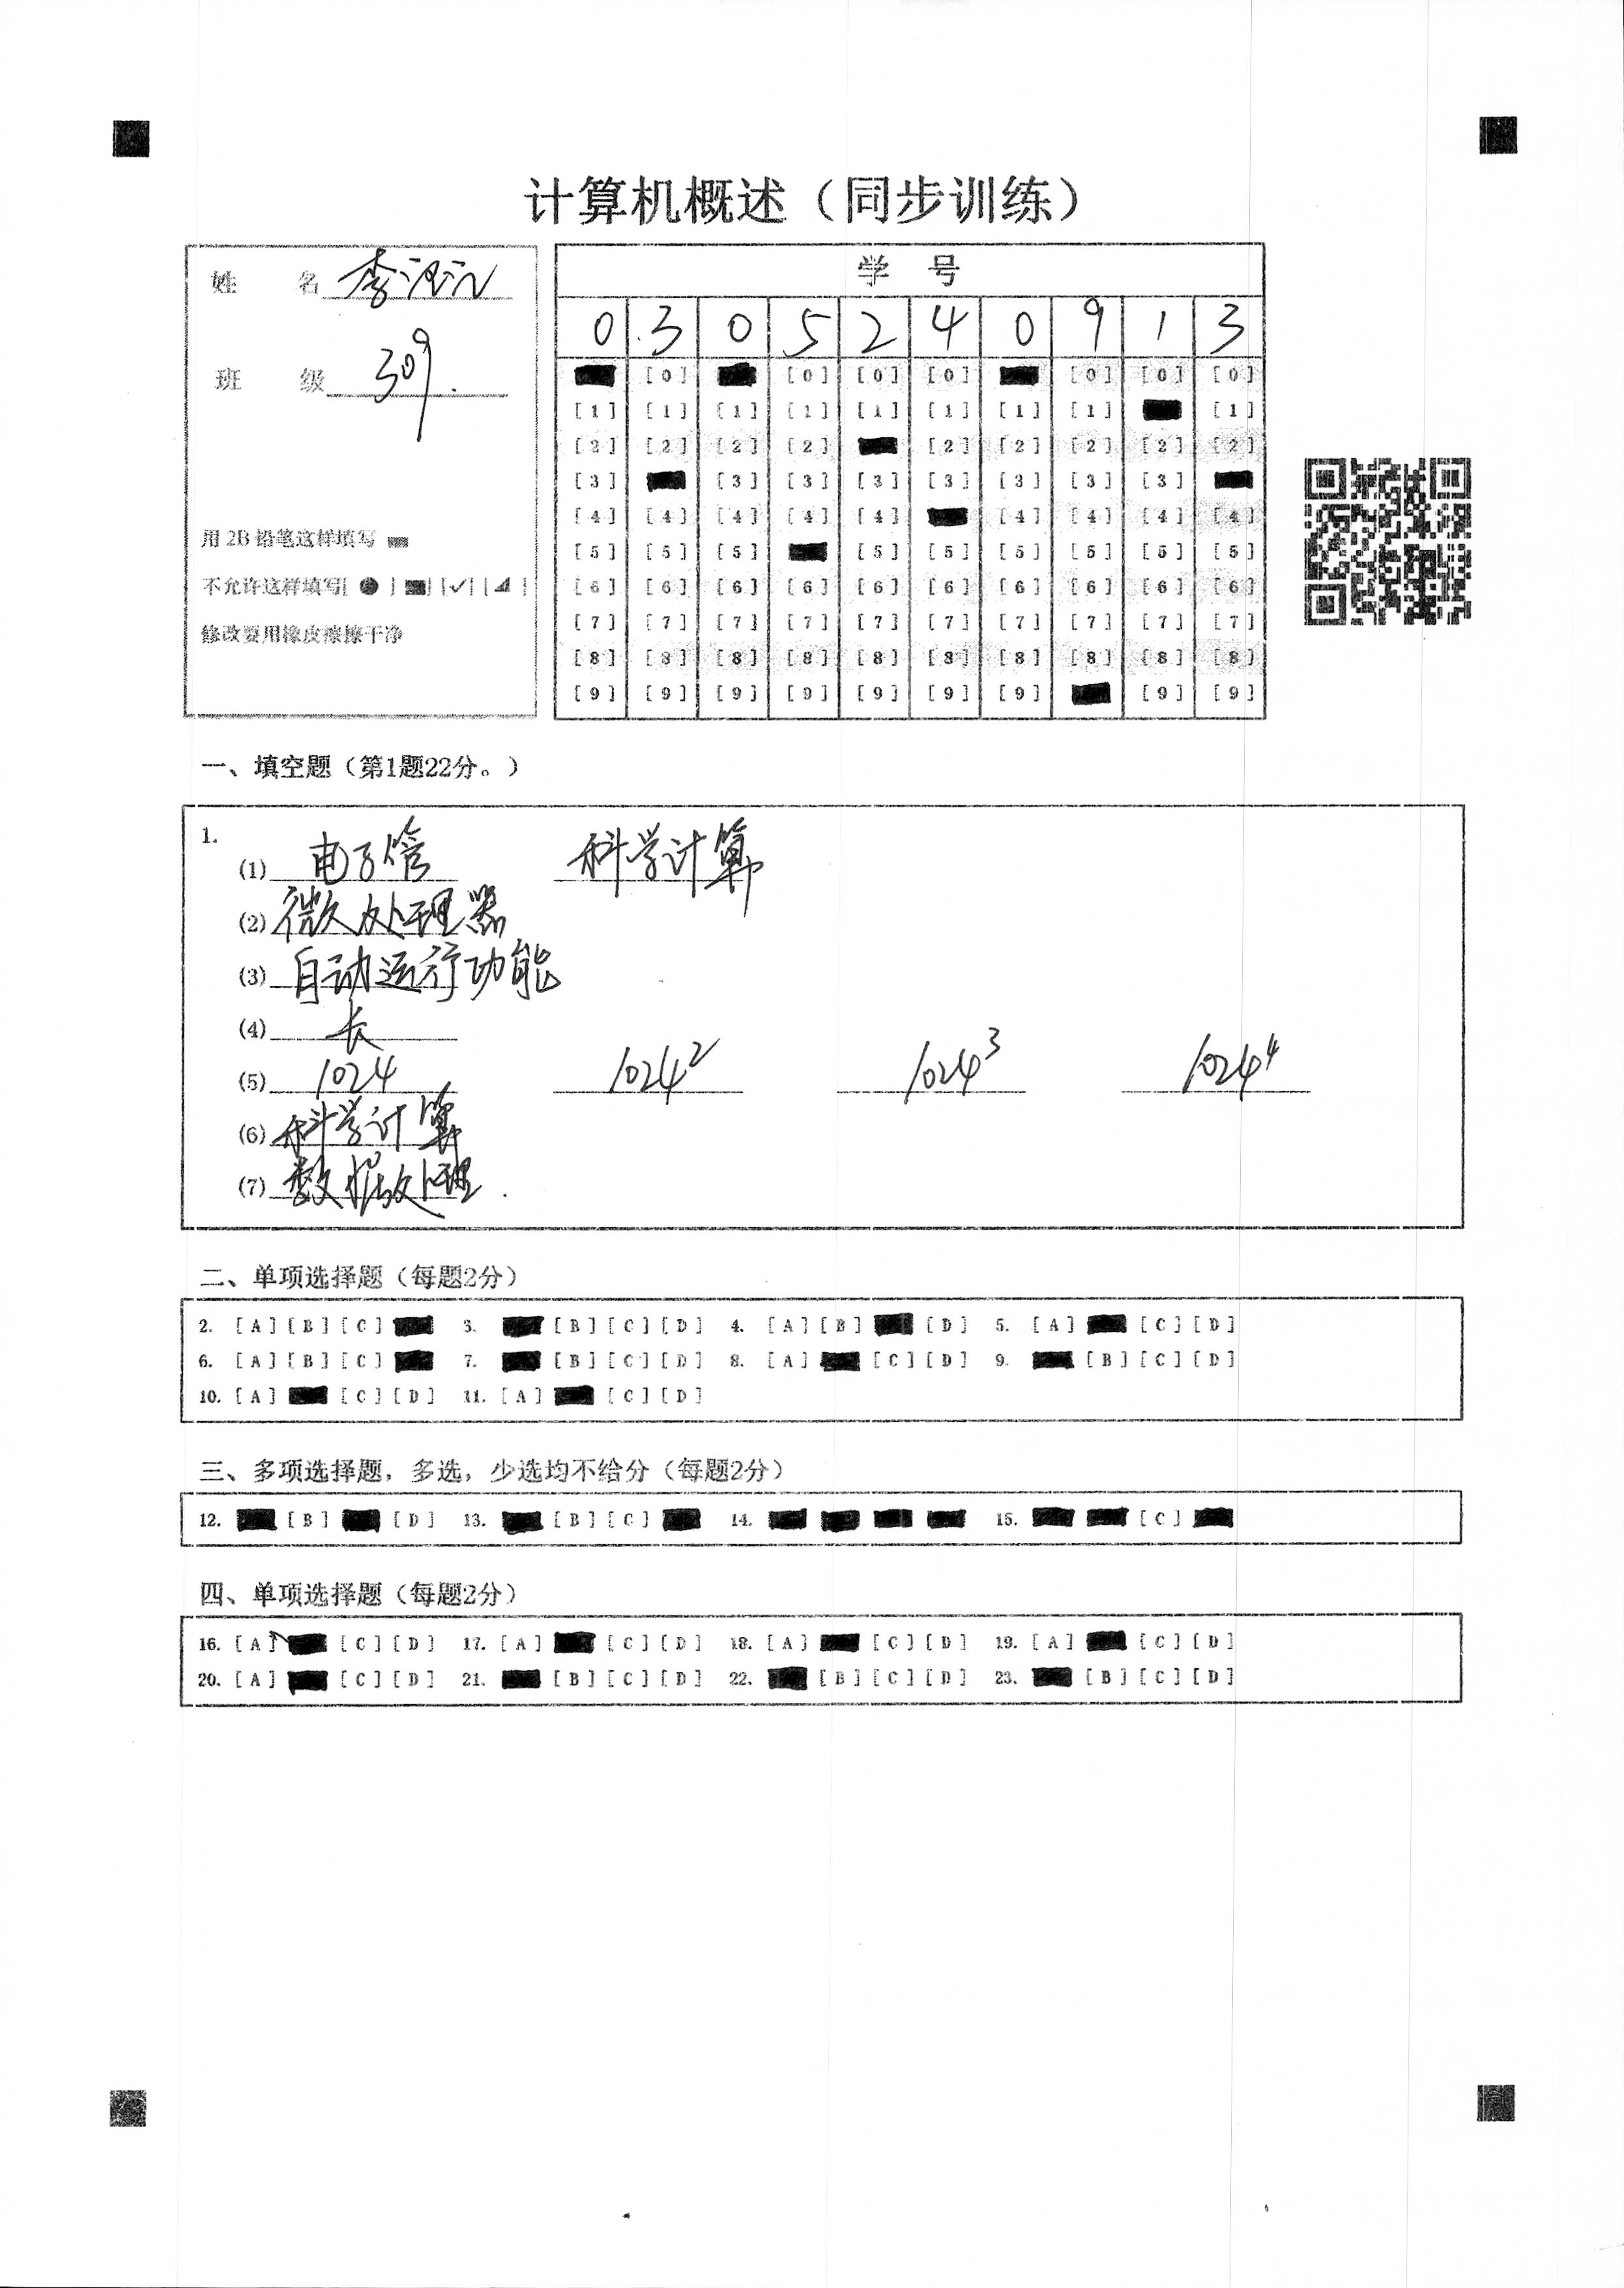 计算机概述（同步训练）
姓 名 李
班 级 309.
用 2B 铅笔这样填写
不允许这样填写[ ● ] [■] [✓] [◢ ]
修改要用橡皮擦擦干净
学 号
0 3 0 5 2 4 0 9 1 3
[0] [0] [0] [0] [0] [0] [0]
[1] [1] [1] [1] [1] [1] [1] [1] [1]
[2] [2] [2] [2] [2] [2] [2] [2] [2]
[3] [3] [3] [3] [3] [3] [3] [3]
[4] [4] [4] [4] [4] [4] [4] [4] [4]
[5] [5] [5] [5] [5] [5] [5] [5] [5]
[6] [6] [6] [6] [6] [6] [6] [6] [6] [6]
[7] [7] [7] [7] [7] [7] [7] [7] [7] [7]
[8] [8] [8] [8] [8] [8] [8] [8] [8] [8]
[9] [9] [9] [9] [9] [9] [9] [9] [9]
一、填空题（第1题22分。）
1.
(1) 电子管 科学计算
(2) 微处理器
(3) 自动运行功能
(4) 长
(5) 1024 1024² 1024³ 1024⁴
(6) 科学计算
(7) 数据处理.
二、单项选择题（每题2分）
2. [A] [B] [C] 3. [B] [C] [D] 4. [A] [B] [D] 5. [A] [C] [D]
6. [A] [B] [C] 7. [B] [C] [D] 8. [A] [C] [D] 9. [B] [C] [D]
10. [A] [C] [D] 11. [A] [C] [D]
三、多项选择题，多选，少选均不给分（每题2分）
12. [B] [D] 13. [B] [C] 14. 15. [C]
四、单项选择题（每题2分）
16. [A] [C] [D] 17. [A] [C] [D] 18. [A] [C] [D] 19. [A] [C] [D]
20. [A] [C] [D] 21. [B] [C] [D] 22. [B] [C] [D] 23. [B] [C] [D]